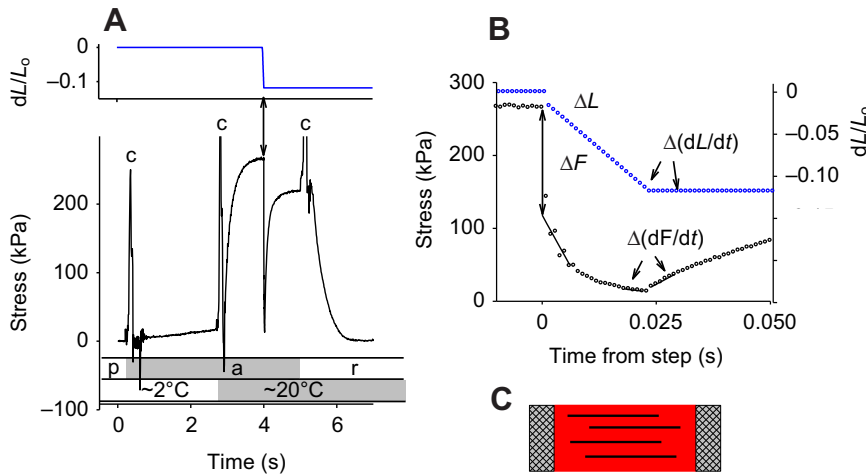 A
0
−0.1
dL/Lo
c
c
c
200
100
0
−100
Stress (kPa)
p
a
r
~2°C
~20°C
0
2
4
6
Time (s)
B
300
200
100
0
Stress (kPa)
0
−0.05
−0.10
dL/Lo
ΔL
Δ(dL/dt)
ΔF
Δ(dF/dt)
0
0.025
0.050
Time from step (s)
C